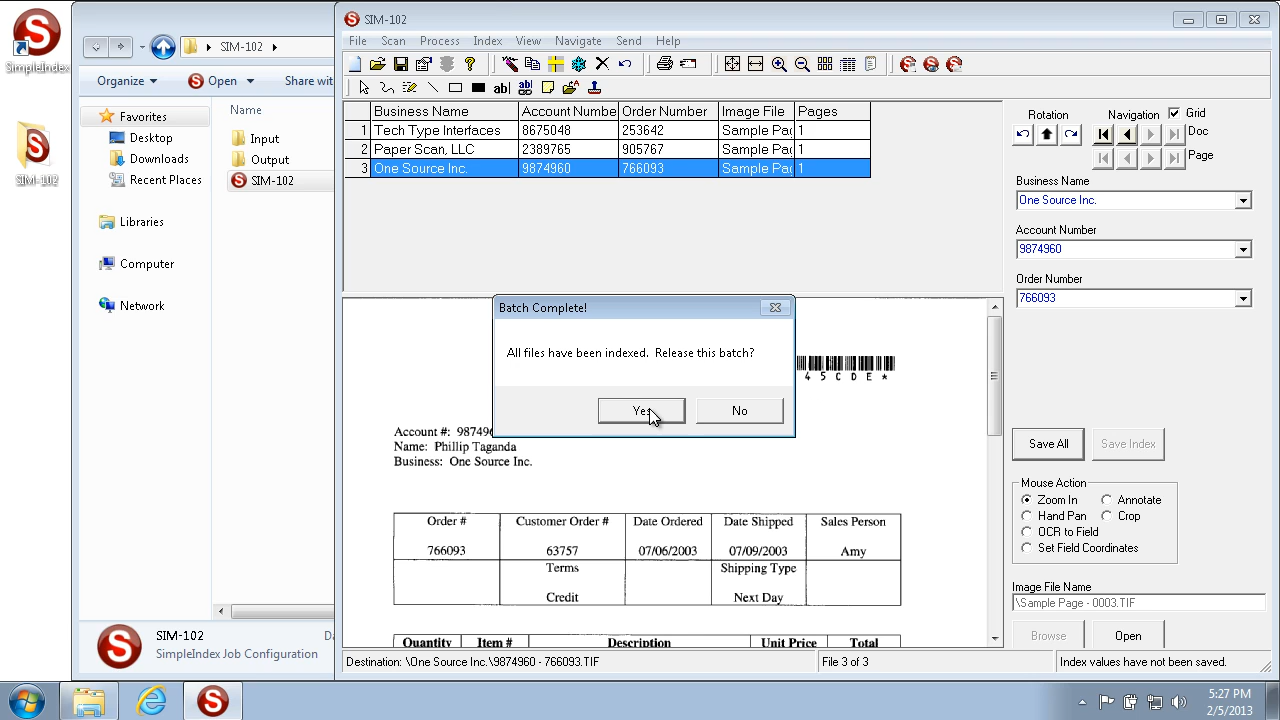 SimpleIndex
SIM-102
SIM-102
Organize
Open
Share wit
Favorites
Desktop
Downloads
Recent Places
Libraries
Computer
Network
Name
Input
Output
SIM-102
SIM-102
Da
SimpleIndex Job Configuration
SIM-102
File Scan Process Index View Navigate Send Help
Business Name Account Numbe Order Number Image File Pages
1 Tech Type Interfaces 8675048 253642 Sample Pag 1
2 Paper Scan, LLC 2389765 905767 Sample Pag 1
3 One Source Inc. 9874960 766093 Sample Pag 1
Rotation Navigation Grid
Doc
Page
Business Name
One Source Inc.
Account Number
9874960
Order Number
766093
Batch Complete!
All files have been indexed. Release this batch?
Yes No
4 5 C D E *
Account #: 98749
Name: Phillip Taganda
Business: One Source Inc.
Order # Customer Order # Date Ordered Date Shipped Sales Person
766093 63757 07/06/2003 07/09/2003 Amy
Terms Shipping Type
Credit Next Day
Quantity Item # Description Unit Price Total
Save All Save Index
Mouse Action
Zoom In Annotate
Hand Pan Crop
OCR to Field
Set Field Coordinates
Image File Name
\Sample Page - 0003.TIF
Browse Open
Destination: \One Source Inc.\9874960 - 766093.TIF
File 3 of 3
Index values have not been saved.
5:27 PM
2/5/2013